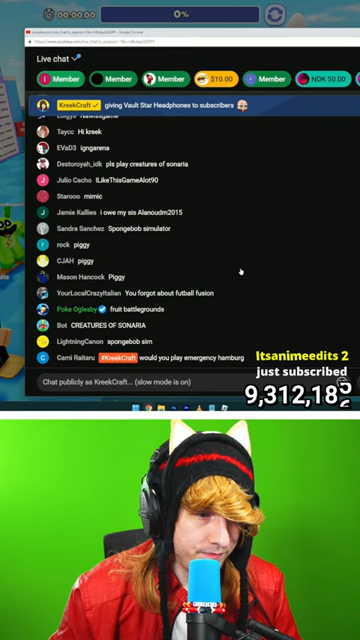 00:00:00
0%
Live chat
Member
Member
Member
$10.00
Member
NOK 50.00
KreekCraft giving Vault Star Headphones to subscribers
Taycc Hi kreek
EVaD3 igngarena
Destoroyah_idk pls play creatures of sonaria
Julio Cacho ILikeThisGameAlot90
Starooo mimic
Jamie Kallies i owe my sis Alanoudm2015
Sandra Sanchez Spongebob simulator
rock piggy
CJAH piggy
Mason Hancock Piggy
YourLocalCrazyItalian You forgot about futball fusion
Poke Oglesby fruit battlegrounds
Bot CREATURES OF SONARIA
LightningCanon spongebob sim
Cami Raitaru #KreekCraft would you play emergency hamburg
Itsanimeedits 2
just subscribed
Chat publicly as KreekCraft... (slow mode is on)